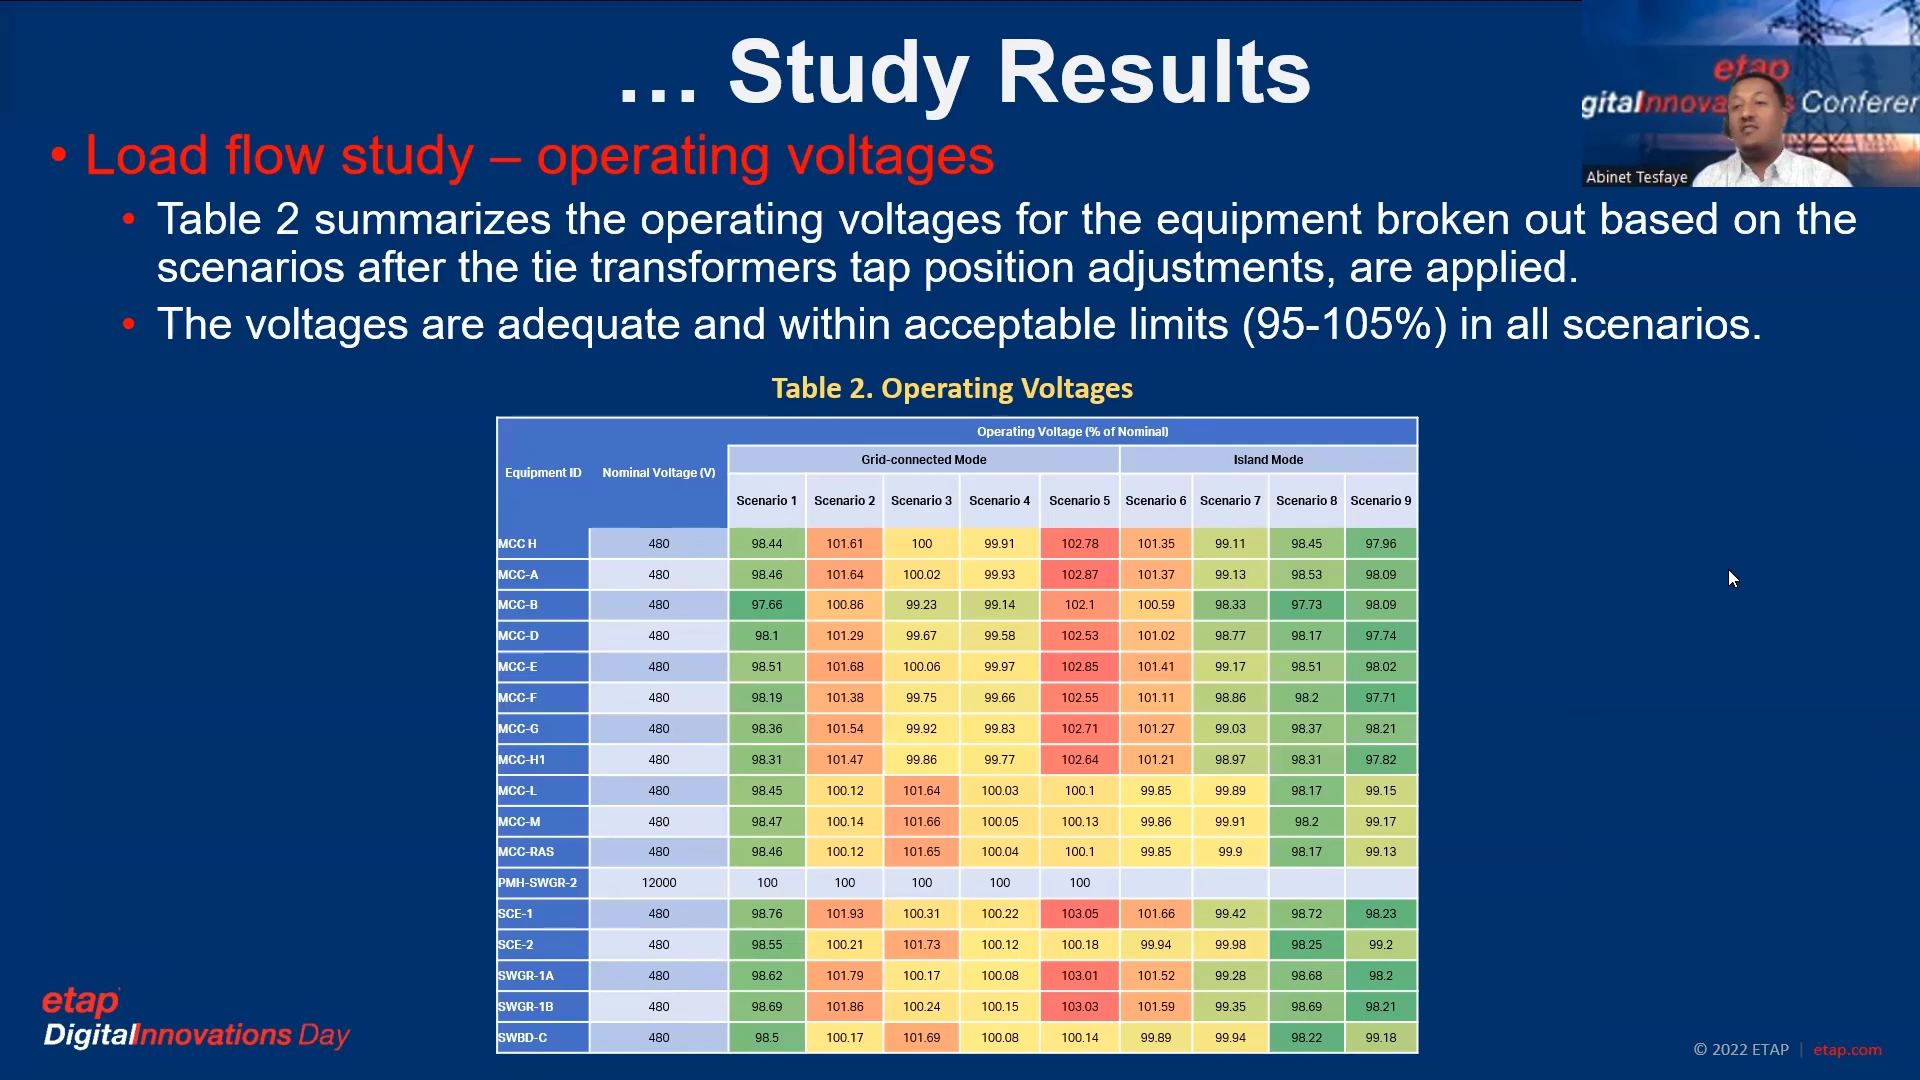 ... Study Results
etap
gitalInnova s Conferen
Abinet Tesfaye
• Load flow study – operating voltages
• Table 2 summarizes the operating voltages for the equipment broken out based on the
scenarios after the tie transformers tap position adjustments, are applied.
• The voltages are adequate and within acceptable limits (95-105%) in all scenarios.
Table 2. Operating Voltages
Operating Voltage (% of Nominal)
Equipment ID Nominal Voltage (V) Grid-connected Mode Island Mode
Scenario 1 Scenario 2 Scenario 3 Scenario 4 Scenario 5 Scenario 6 Scenario 7 Scenario 8 Scenario 9
MCC H 480 98.44 101.61 100 99.91 102.78 101.35 99.11 98.45 97.96
MCC-A 480 98.46 101.64 100.02 99.93 102.87 101.37 99.13 98.53 98.09
MCC-B 480 97.66 100.86 99.23 99.14 102.1 100.59 98.33 97.73 98.09
MCC-D 480 98.1 101.29 99.67 99.58 102.53 101.02 98.77 98.17 97.74
MCC-E 480 98.51 101.68 100.06 99.97 102.85 101.41 99.17 98.51 98.02
MCC-F 480 98.19 101.38 99.75 99.66 102.55 101.11 98.86 98.2 97.71
MCC-G 480 98.36 101.54 99.92 99.83 102.71 101.27 99.03 98.37 98.21
MCC-H1 480 98.31 101.47 99.86 99.77 102.64 101.21 98.97 98.31 97.82
MCC-L 480 98.45 100.12 101.64 100.03 100.1 99.85 99.89 98.17 99.15
MCC-M 480 98.47 100.14 101.66 100.05 100.13 99.86 99.91 98.2 99.17
MCC-RAS 480 98.46 100.12 101.65 100.04 100.1 99.85 99.9 98.17 99.13
PMH-SWGR-2 12000 100 100 100 100 100
SCE-1 480 98.76 101.93 100.31 100.22 103.05 101.66 99.42 98.72 98.23
SCE-2 480 98.55 100.21 101.73 100.12 100.18 99.94 99.98 98.25 99.2
SWGR-1A 480 98.62 101.79 100.17 100.08 103.01 101.52 99.28 98.68 98.2
SWGR-1B 480 98.69 101.86 100.24 100.15 103.03 101.59 99.35 98.69 98.21
SWBD-C 480 98.5 100.17 101.69 100.08 100.14 99.89 99.94 98.22 99.18
etap
DigitalInnovations Day
© 2022 ETAP | etap.com